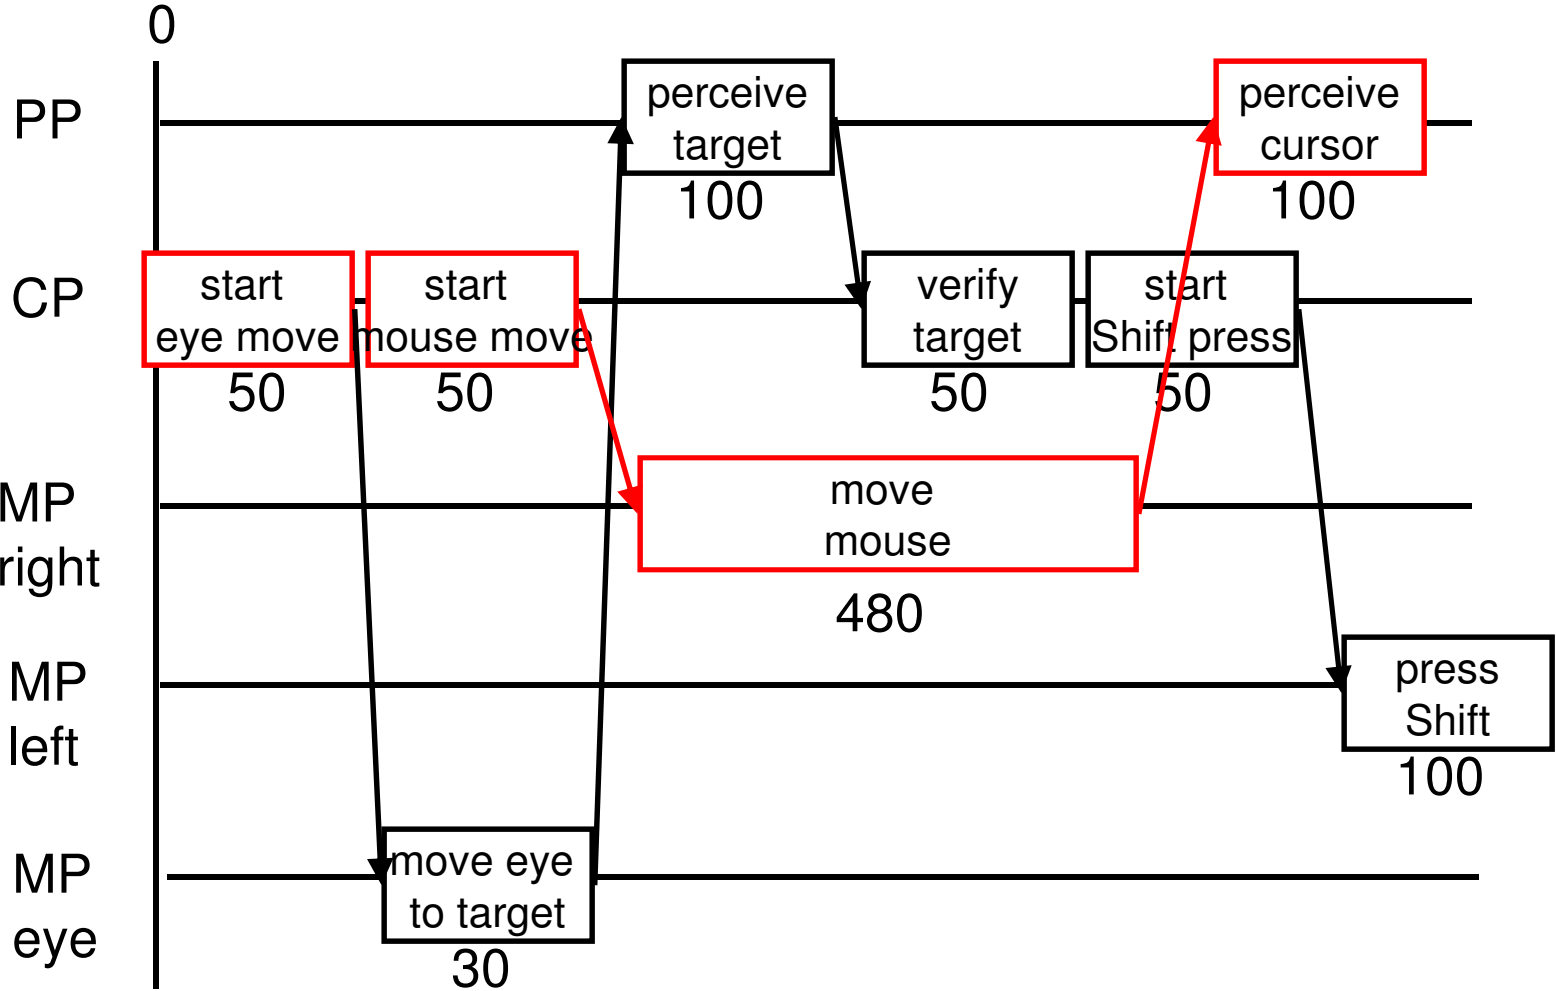 0
PP
perceive
target
100
perceive
cursor
100
CP
start
eye move
50
start
mouse move
50
verify
target
50
start
Shift press
50
MP
right
move
mouse
480
MP
left
press
Shift
100
MP
eye
move eye
to target
30